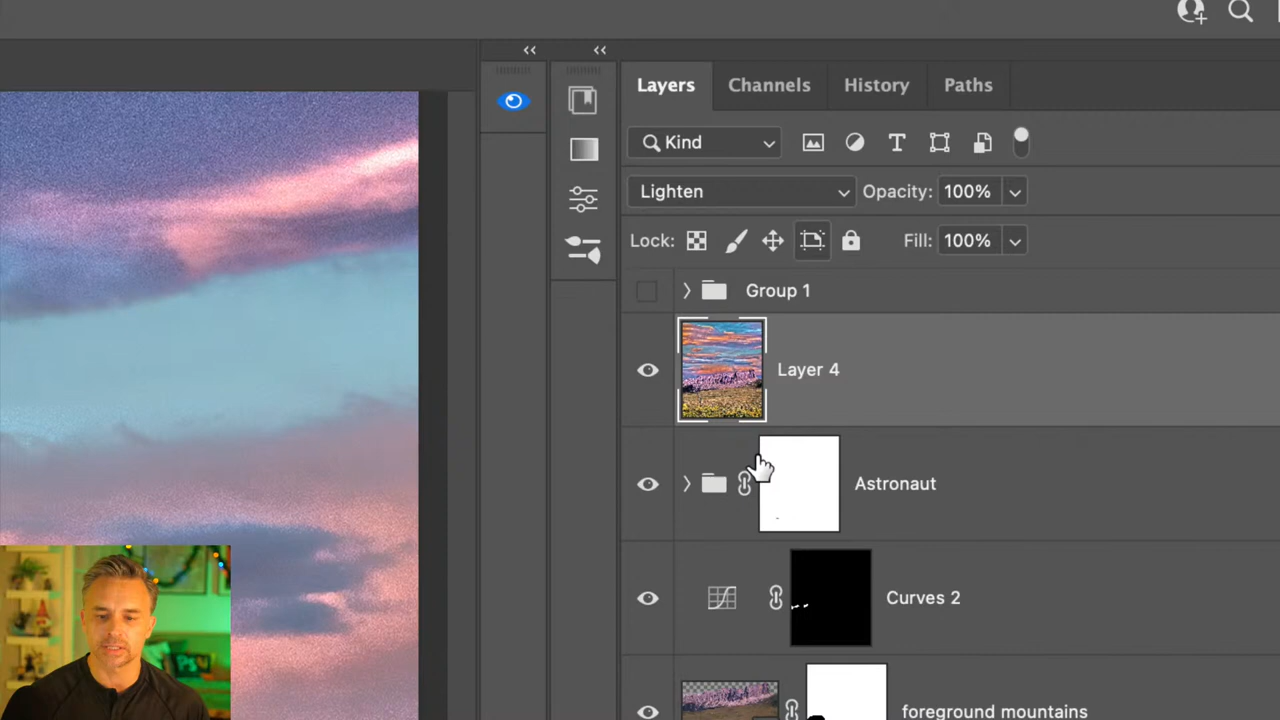 Layers Channels History Paths
Kind
Lighten Opacity: 100%
Lock: Fill: 100%
Group 1
Layer 4
Astronaut
Curves 2
foreground mountains